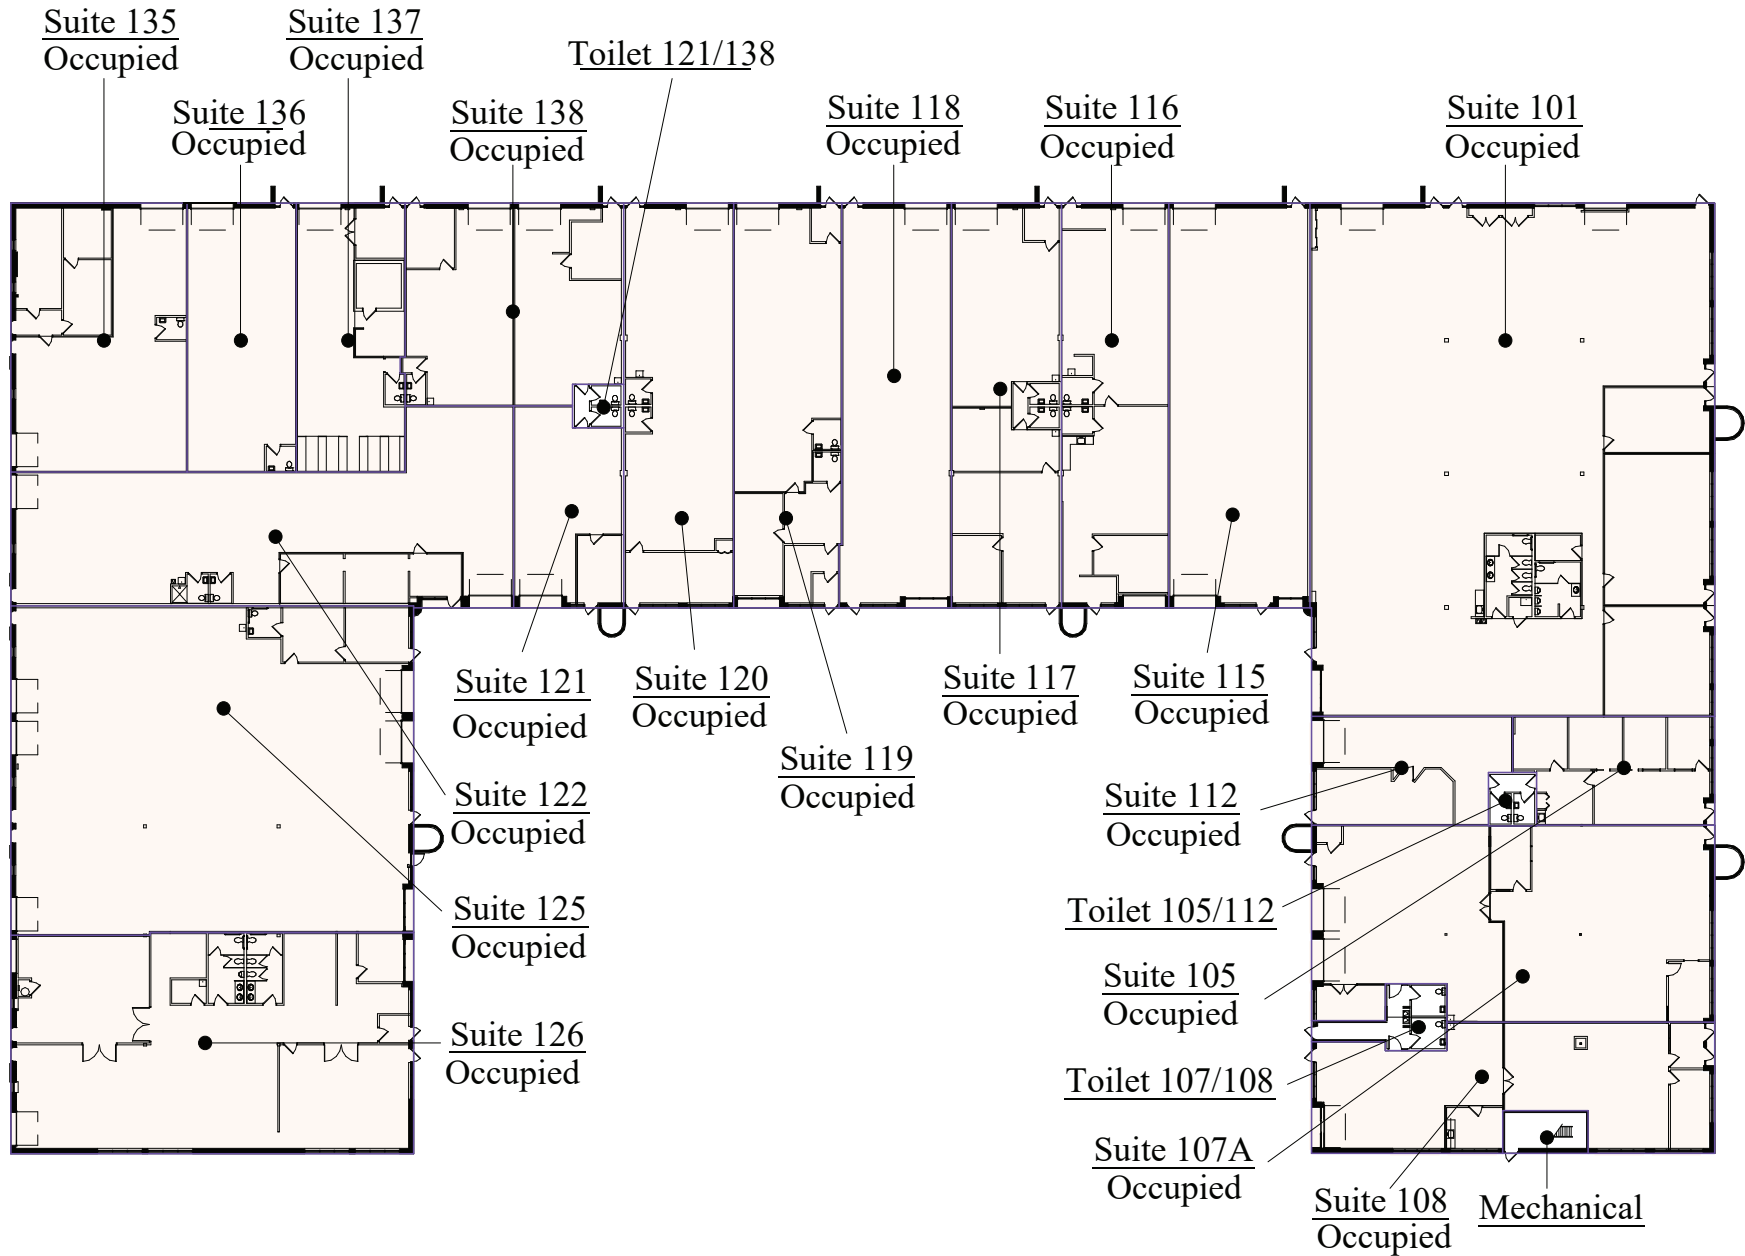 Suite 135
Occupied
Suite 137
Occupied
Toilet 121/138
Suite 136
Occupied
Suite 138
Occupied
Suite 118
Occupied
Suite 116
Occupied
Suite 101
Occupied
Suite 121
Occupied
Suite 120
Occupied
Suite 117
Occupied
Suite 115
Occupied
Suite 119
Occupied
Suite 122
Occupied
Suite 112
Occupied
Suite 125
Occupied
Toilet 105/112
Suite 105
Occupied
Suite 126
Occupied
Toilet 107/108
Suite 107A
Occupied
Suite 108
Occupied
Mechanical